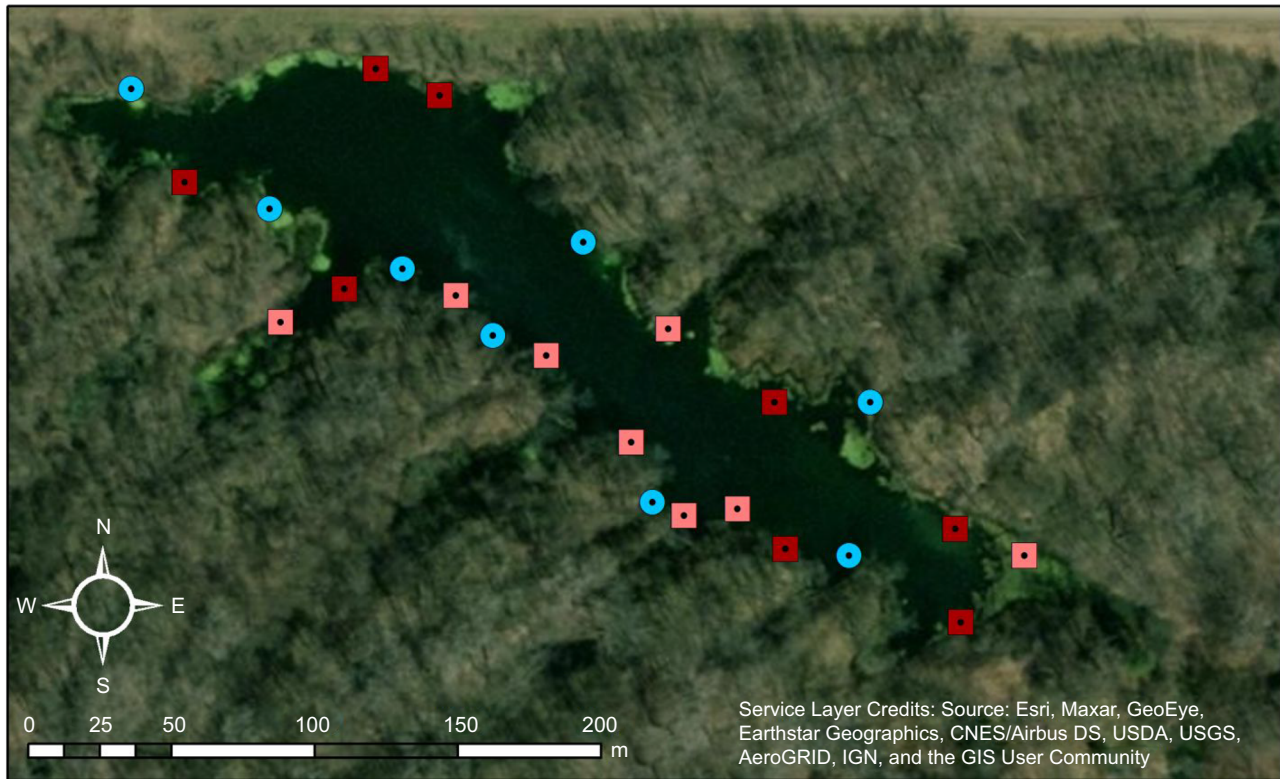 N
W E
S
0 25 50 100 150 200
m
Service Layer Credits: Source: Esri, Maxar, GeoEye,
Earthstar Geographics, CNES/Airbus DS, USDA, USGS,
AeroGRID, IGN, and the GIS User Community